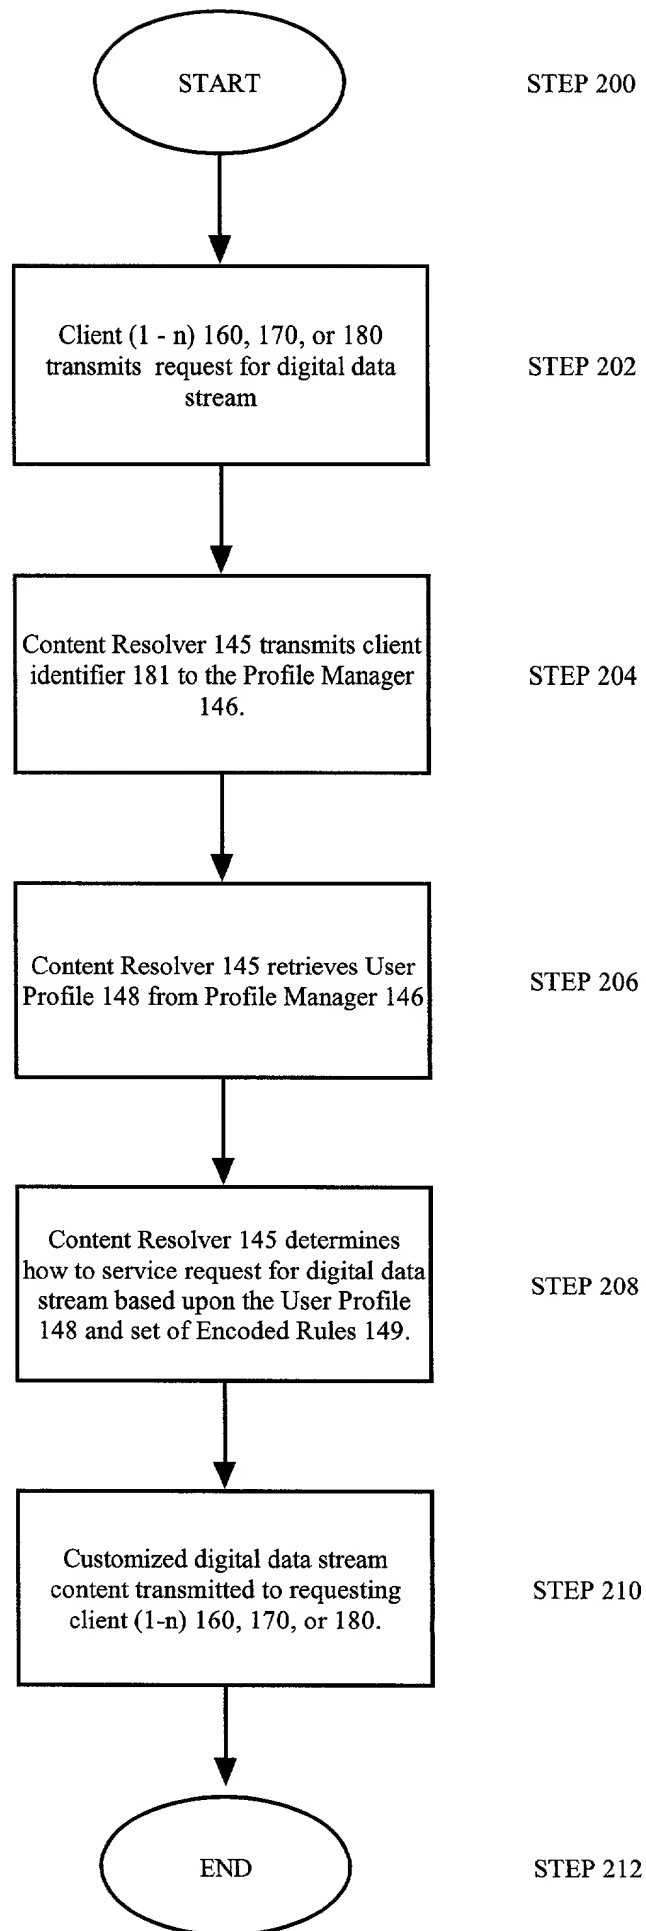 START
STEP 200
Client (1 - n) 160, 170, or 180
transmits request for digital data
stream
STEP 202
Content Resolver 145 transmits client
identifier 181 to the Profile Manager
146.
STEP 204
Content Resolver 145 retrieves User
Profile 148 from Profile Manager 146
STEP 206
Content Resolver 145 determines
how to service request for digital data
stream based upon the User Profile
148 and set of Encoded Rules 149.
STEP 208
Customized digital data stream
content transmitted to requesting
client (1-n) 160, 170, or 180.
STEP 210
END
STEP 212